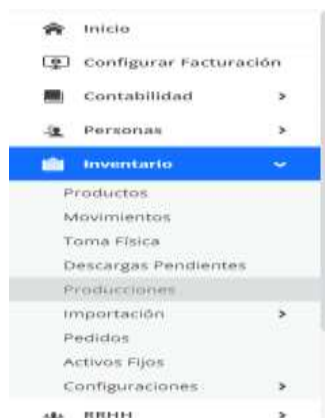 Inicio
Configurar Facturación
Contabilidad
Personas
Inventario
Productos
Movimientos
Toma Física
Descargas Pendientes
Producciones
Importación
Pedidos
Activos Fijos
Configuraciones
RRHH